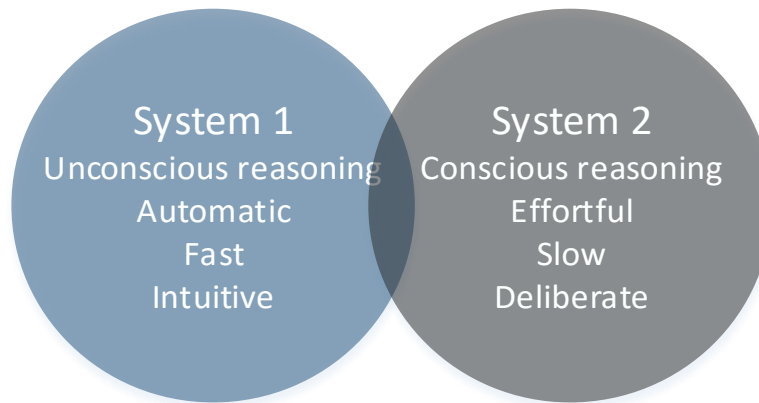 System 1
Unconscious reasoning
Automatic
Fast
Intuitive
System 2
Conscious reasoning
Effortful
Slow
Deliberate